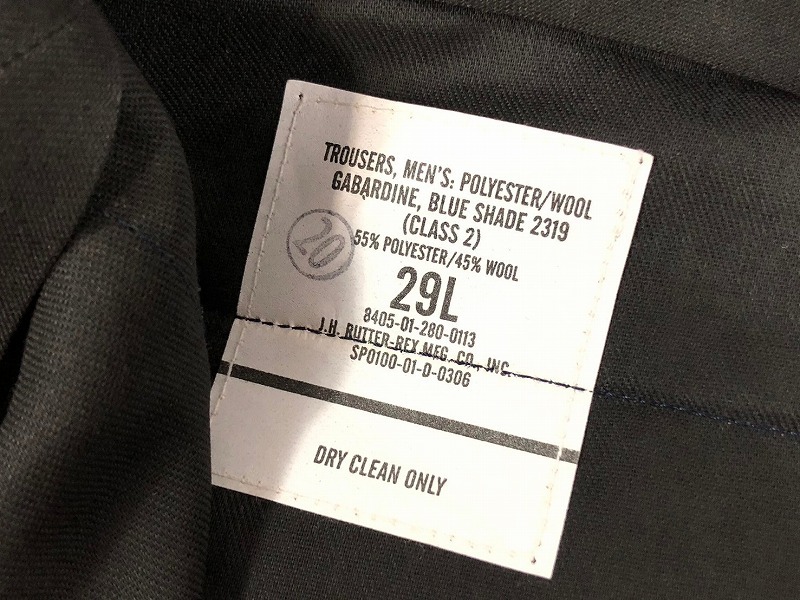 TROUSERS, MEN'S: POLYESTER/WOOL
GABARDINE, BLUE SHADE 2319
(CLASS 2)
20
55% POLYESTER/45% WOOL
29L
8405-01-280-0113
J.H. RUTTER-REX MFG. CO., INC.
SP0100-01-D-0306
DRY CLEAN ONLY